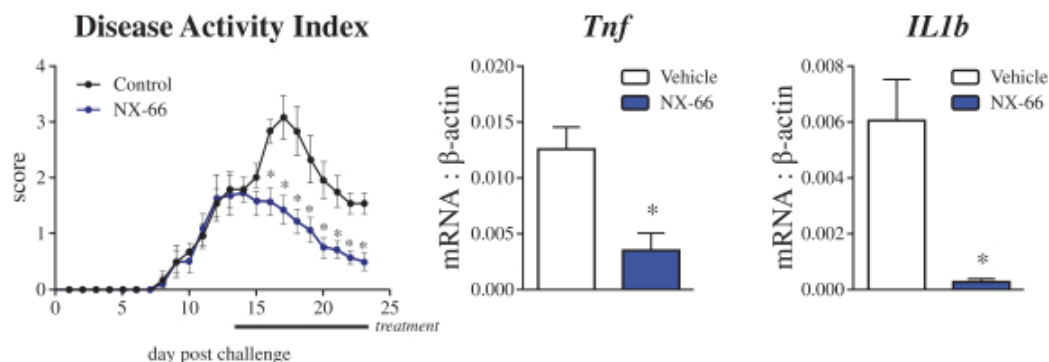 Disease Activity Index
4
3
2
1
0
score
Control
NX-66
* * * * * * * *
0 5 10 15 20 25
treatment
day post challenge
Tnf
0.020
0.015
0.010
0.005
0.000
mRNA : β-actin
Vehicle
NX-66
*
IL1b
0.008
0.006
0.004
0.002
0.000
mRNA : β-actin
Vehicle
NX-66
*